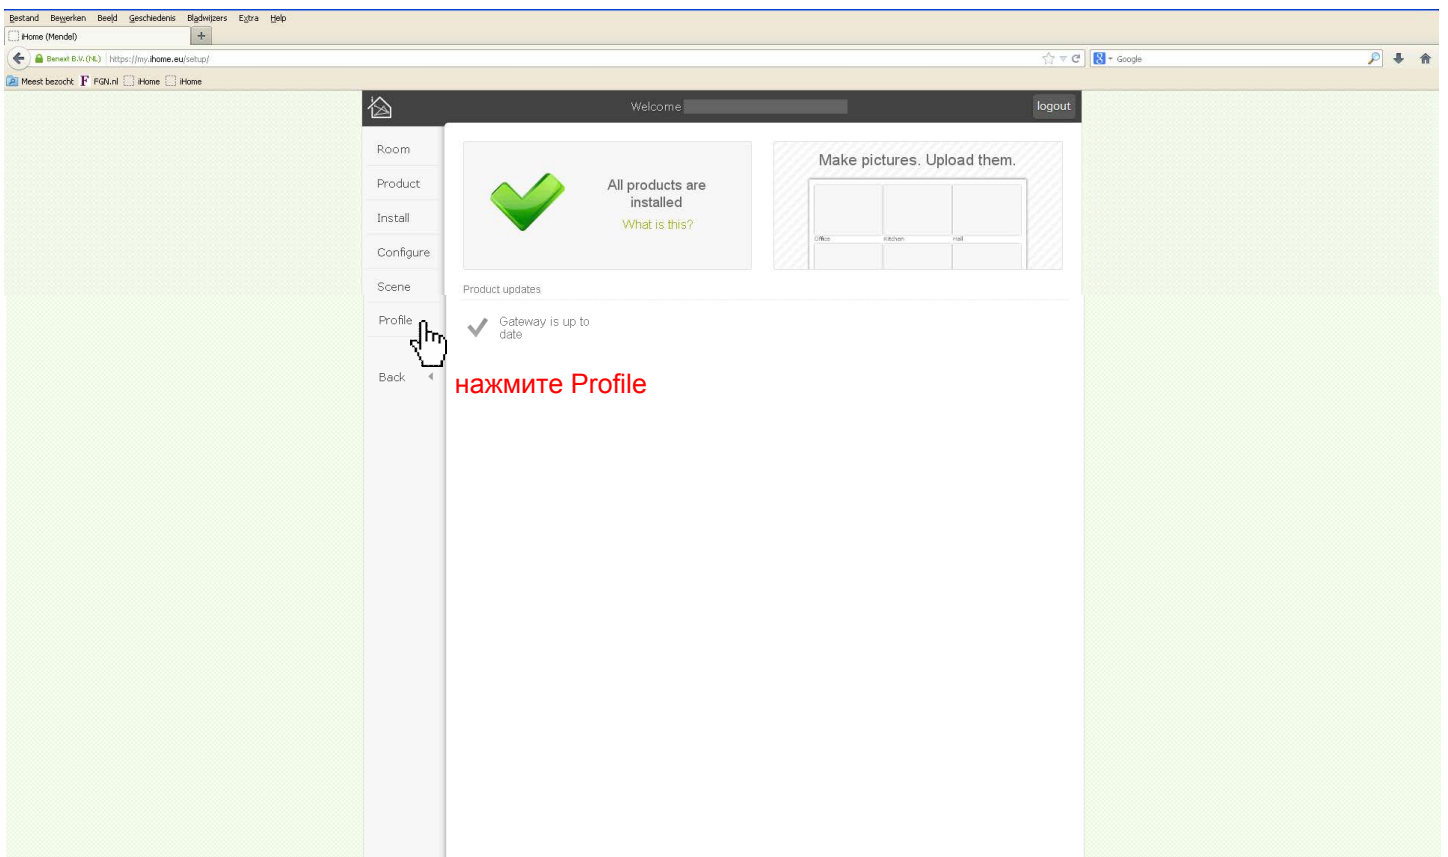 Bestand Bewerken Beeld Geschiedenis Bladwijzers Extra Help
iHome (Mendel)
Benext B.V. (NL) https://my.ihome.eu/setup/
Google
Meest bezocht F FGN.nl iHome iHome
Welcome
logout
Room
Product
Install
Configure
Scene
Profile
Back
All products are
installed
What is this?
Make pictures. Upload them.
Office Kitchen Hall
Product updates
Gateway is up to
date
нажмите Profile